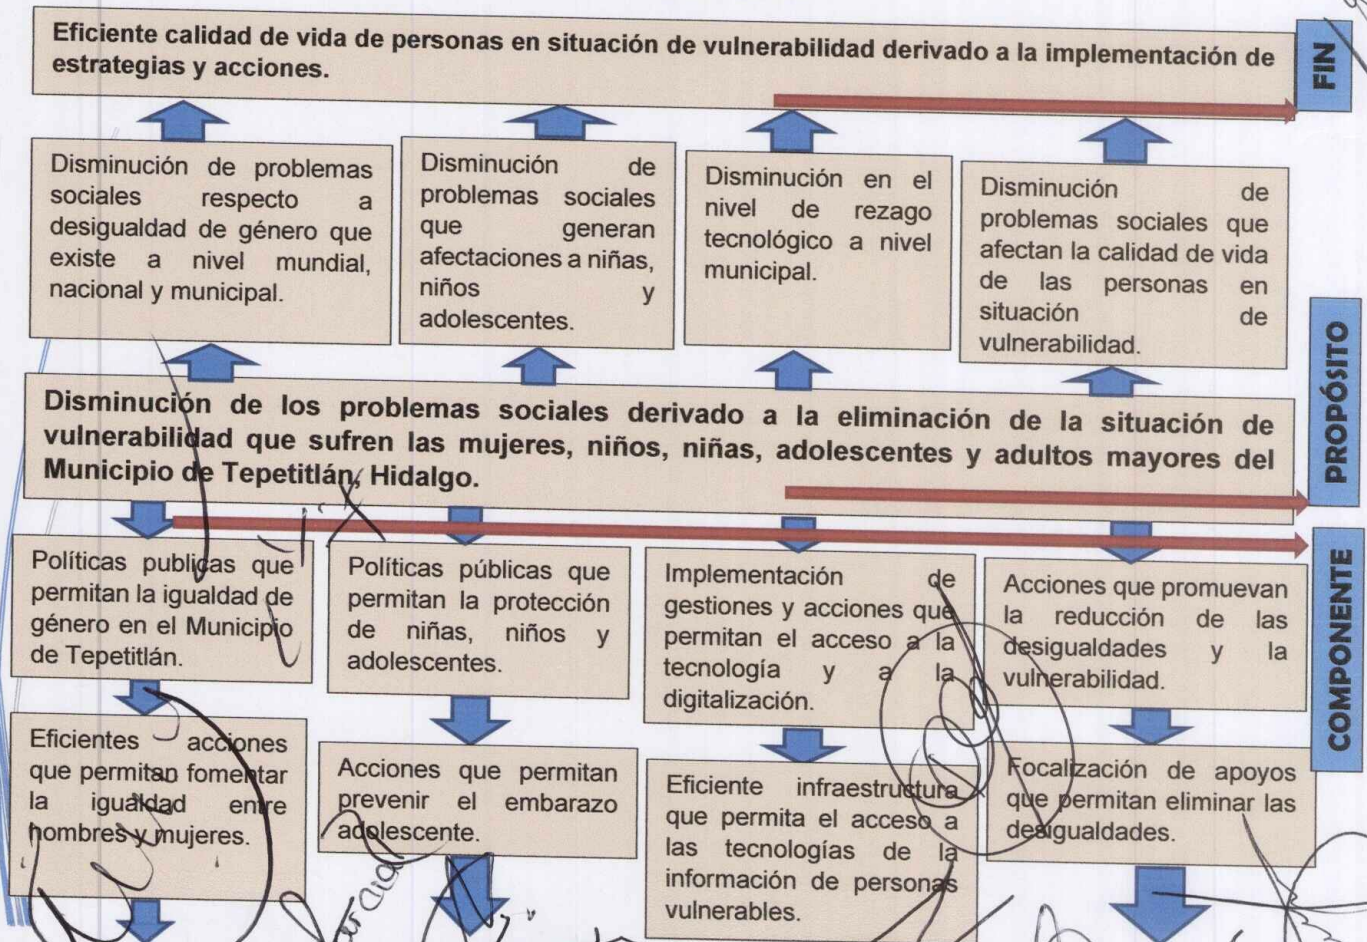 Eficiente calidad de vida de personas en situación de vulnerabilidad derivado a la implementación de
estrategias y acciones.
FIN
Disminución de problemas
sociales respecto a
desigualdad de género que
existe a nivel mundial,
nacional y municipal.
Disminución de
problemas sociales
que generan
afectaciones a niñas,
niños y
adolescentes.
Disminución en el
nivel de rezago
tecnológico a nivel
municipal.
Disminución de
problemas sociales que
afectan la calidad de vida
de las personas en
situación de
vulnerabilidad.
Disminución de los problemas sociales derivado a la eliminación de la situación de
vulnerabilidad que sufren las mujeres, niños, niñas, adolescentes y adultos mayores del
Municipio de Tepetitlán, Hidalgo.
PROPÓSITO
Políticas publicas que
permitan la igualdad de
género en el Municipio
de Tepetitlán.
Políticas públicas que
permitan la protección
de niñas, niños y
adolescentes.
Implementación de
gestiones y acciones que
permitan el acceso a la
tecnología y a la
digitalización.
Acciones que promuevan
la reducción de las
desigualdades y la
vulnerabilidad.
COMPONENTE
Eficientes acciones
que permitan fomentar
la igualdad entre
hombres y mujeres.
Acciones que permitan
prevenir el embarazo
adolescente.
Eficiente infraestructura
que permita el acceso a
las tecnologías de la
información de personas
vulnerables.
Focalización de apoyos
que permitan eliminar las
desigualdades.